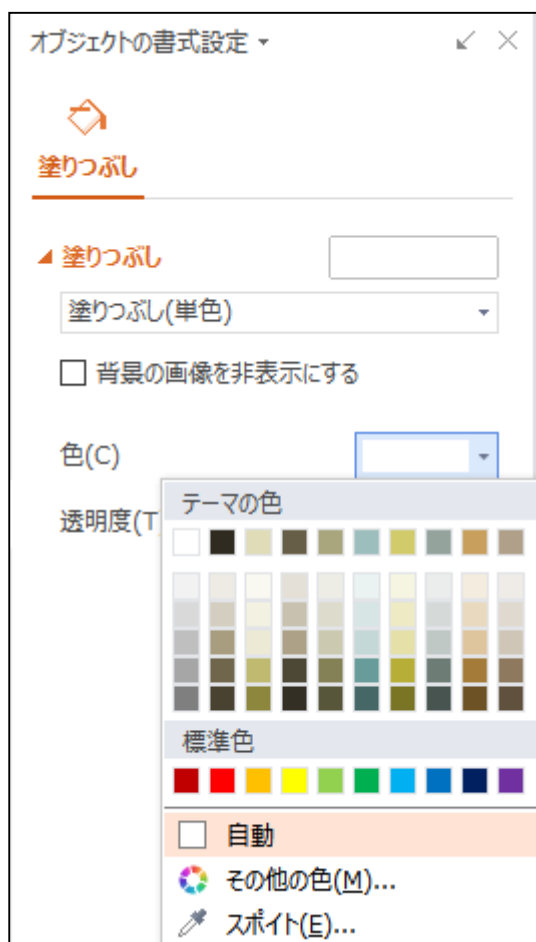 オブジェクトの書式設定
塗りつぶし
塗りつぶし
塗りつぶし(単色)
背景の画像を非表示にする
色(C)
透明度(T
テーマの色
標準色
自動
その他の色(M)...
スポイト(E)...